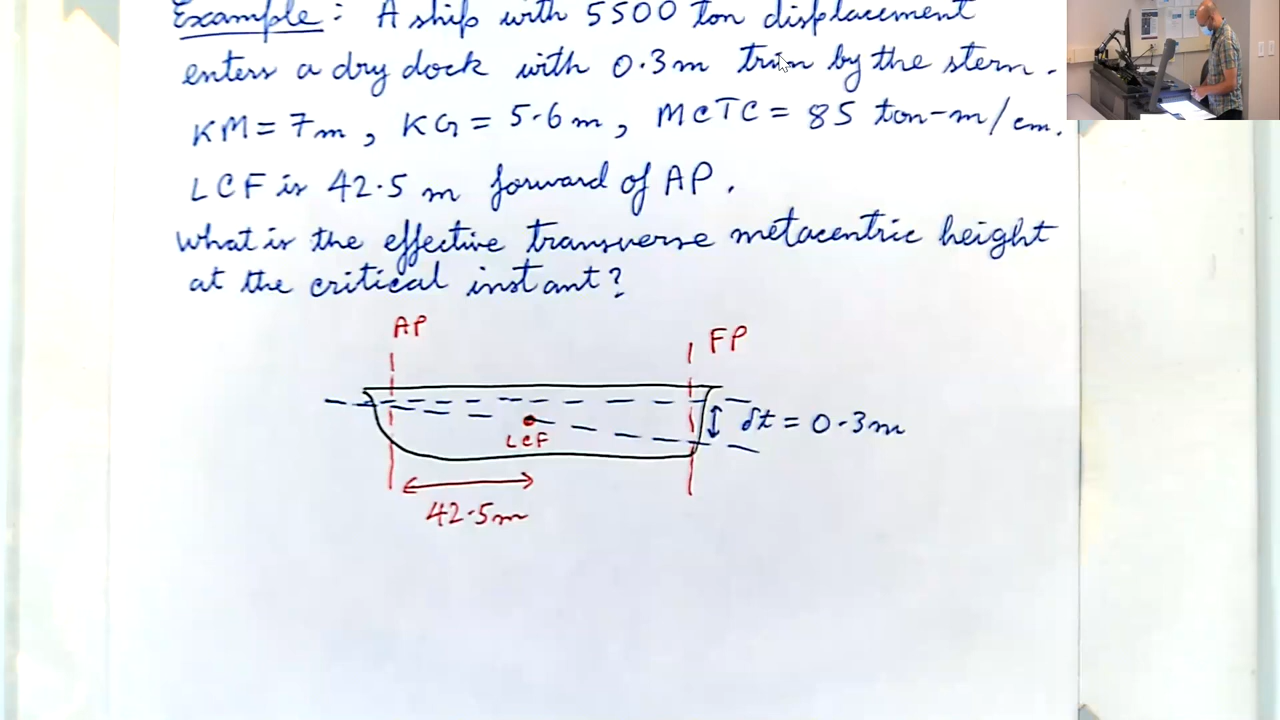 Example: A ship with 5500 ton displacement
enters a dry dock with 0.3m trim by the stern.
KM = 7m, KG = 5.6m, MCTC = 85 ton-m/cm.
LCF is 42.5 m forward of AP.
What is the effective transverse metacentric height
at the critical instant?
AP
FP
δt = 0.3m
LCF
42.5m